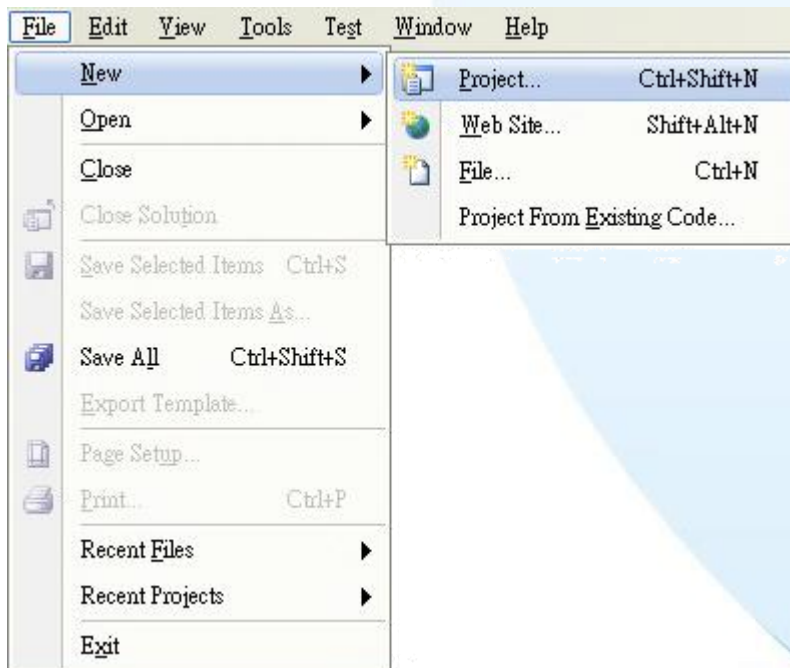 File Edit View Tools Test Window Help
New
Open
Close
Close Solution
Save Selected Items Ctrl+S
Save Selected Items As...
Save All Ctrl+Shift+S
Export Template...
Page Setup...
Print... Ctrl+P
Recent Files
Recent Projects
Exit
Project... Ctrl+Shift+N
Web Site... Shift+Alt+N
File... Ctrl+N
Project From Existing Code...